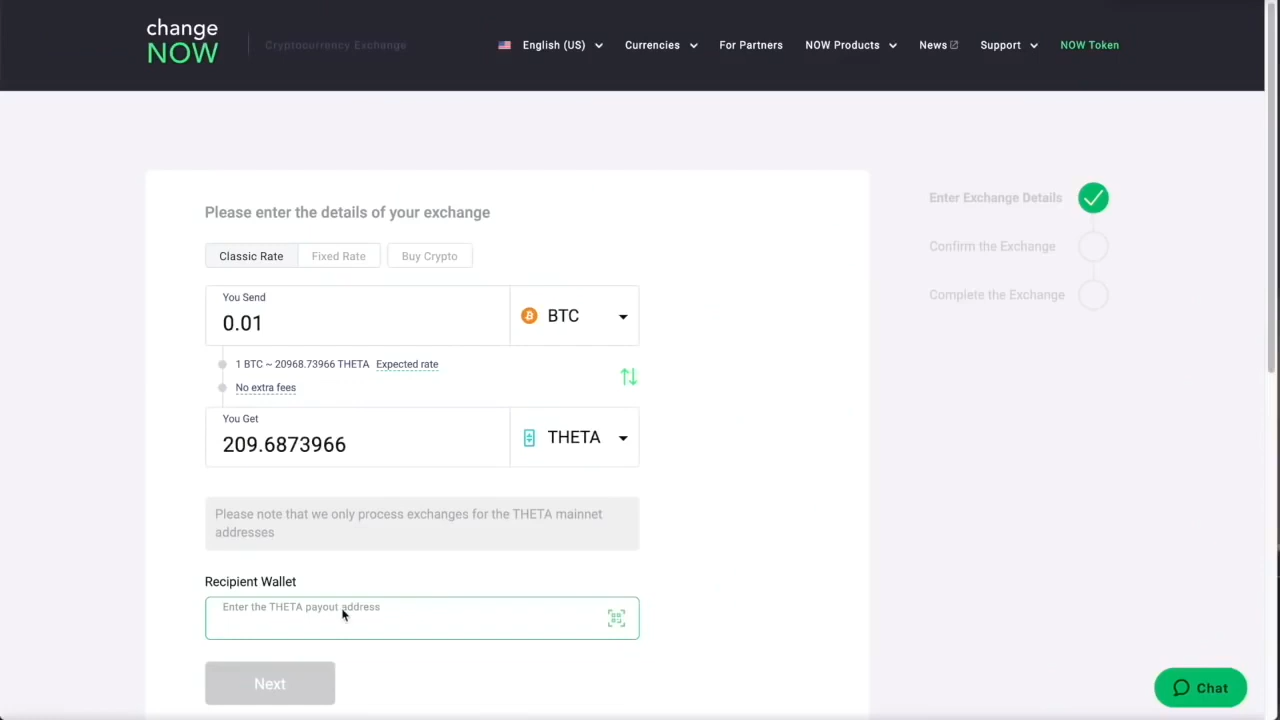 change
NOW
Cryptocurrency Exchange
English (US)
Currencies
For Partners
NOW Products
News
Support
NOW Token
Please enter the details of your exchange
Classic Rate
Fixed Rate
Buy Crypto
You Send
0.01
BTC
1 BTC ~ 20968.73966 THETA Expected rate
No extra fees
You Get
209.6873966
THETA
Please note that we only process exchanges for the THETA mainnet
addresses
Recipient Wallet
Enter the THETA payout address
Next
Enter Exchange Details
Confirm the Exchange
Complete the Exchange
Chat